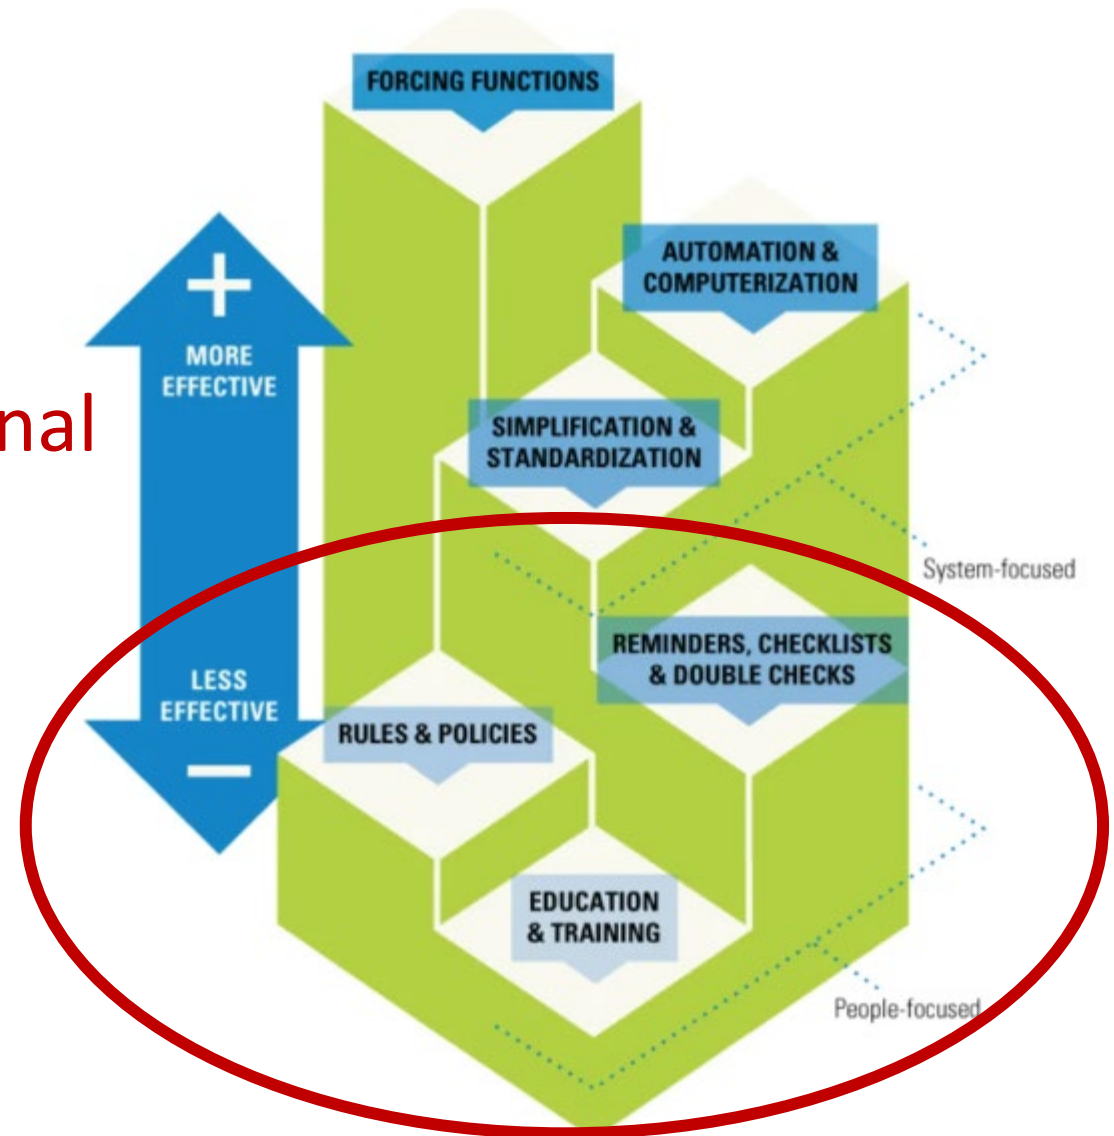 FORCING FUNCTIONS
AUTOMATION &
COMPUTERIZATION
+
MORE
EFFECTIVE
nal
SIMPLIFICATION &
STANDARDIZATION
System-focused
REMINDERS, CHECKLISTS
& DOUBLE CHECKS
LESS
EFFECTIVE
–
RULES & POLICIES
EDUCATION
& TRAINING
People-focused